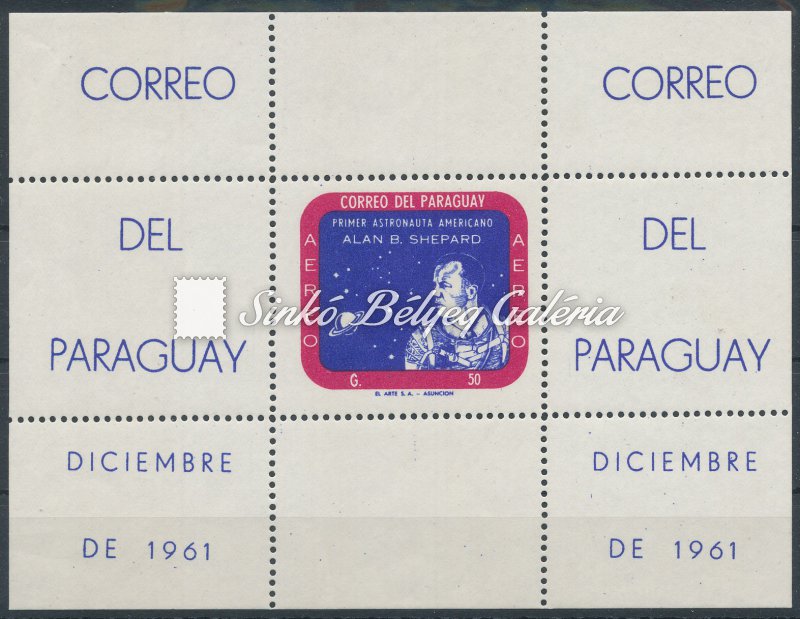 CORREO CORREO
CORREO DEL PARAGUAY
PRIMER ASTRONAUTA AMERICANO
ALAN B. SHEPARD
AEREO AEREO
DEL DEL
Sinkó Bélyeg Galéria
PARAGUAY PARAGUAY
G. 50
EL ARTE S. A. – ASUNCION
DICIEMBRE DICIEMBRE
DE 1961 DE 1961